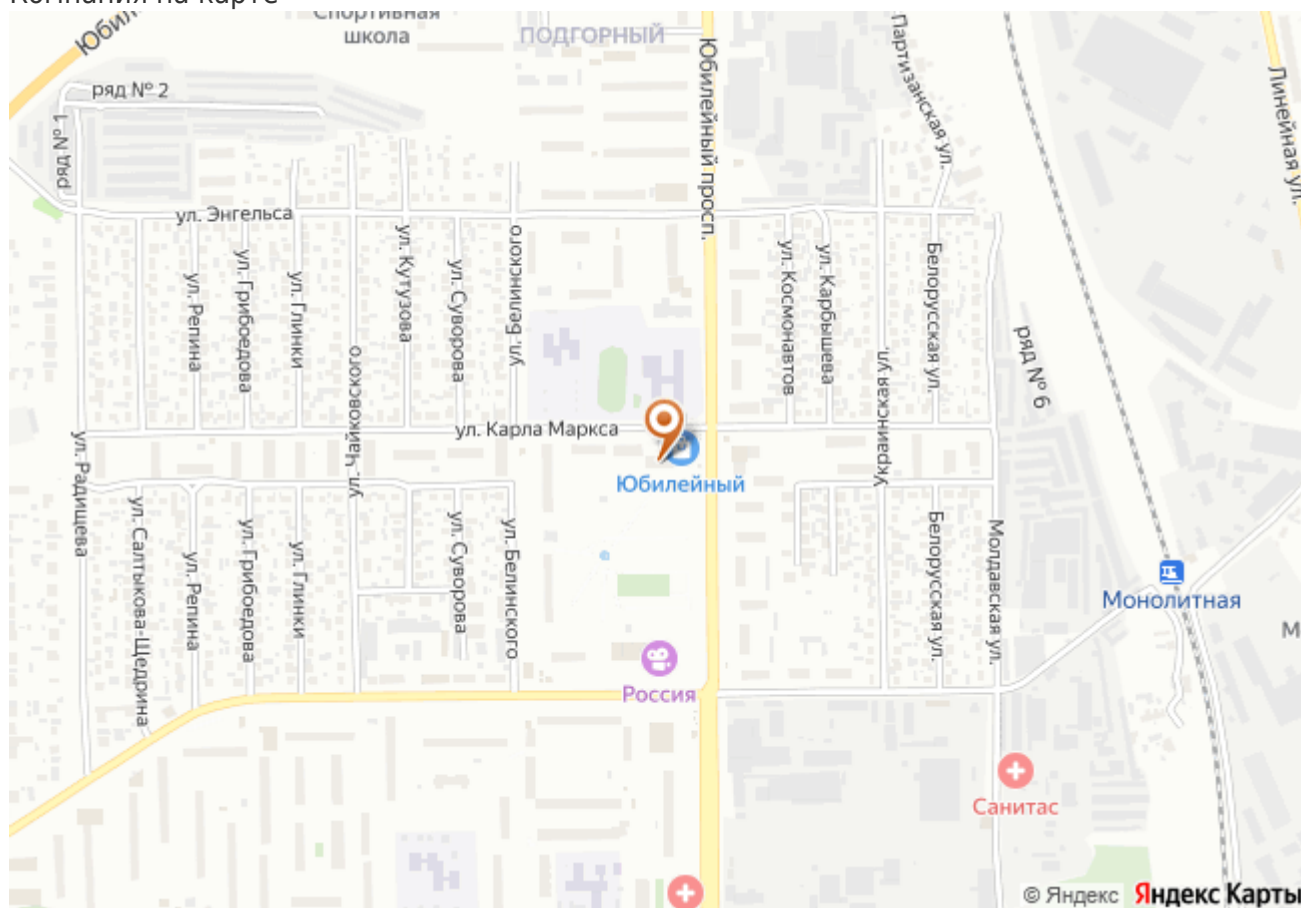 Компания на карте
Юбил
Спортивная
школа
ПОДГОРНЫЙ
Юбилейный просп.
Партизанская ул.
Линейная ул.
ряд № 2
ряд № 1
ул. Энгельса
ул. Репина
ул. Грибоедова
ул. Глинки
ул. Чайковского
ул. Кутузова
ул. Суворова
ул. Белинского
ул. Космонавтов
ул. Карбышева
Украинская ул.
Белорусская ул.
ряд № 6
ул. Карла Маркса
Юбилейный
ул. Радищева
ул. Салтыкова-Щедрина
ул. Репина
ул. Грибоедова
ул. Глинки
ул. Суворова
ул. Белинского
Белорусская ул.
Молдавская ул.
Монолитная
М
Россия
Санитас
© Яндекс Яндекс Карты